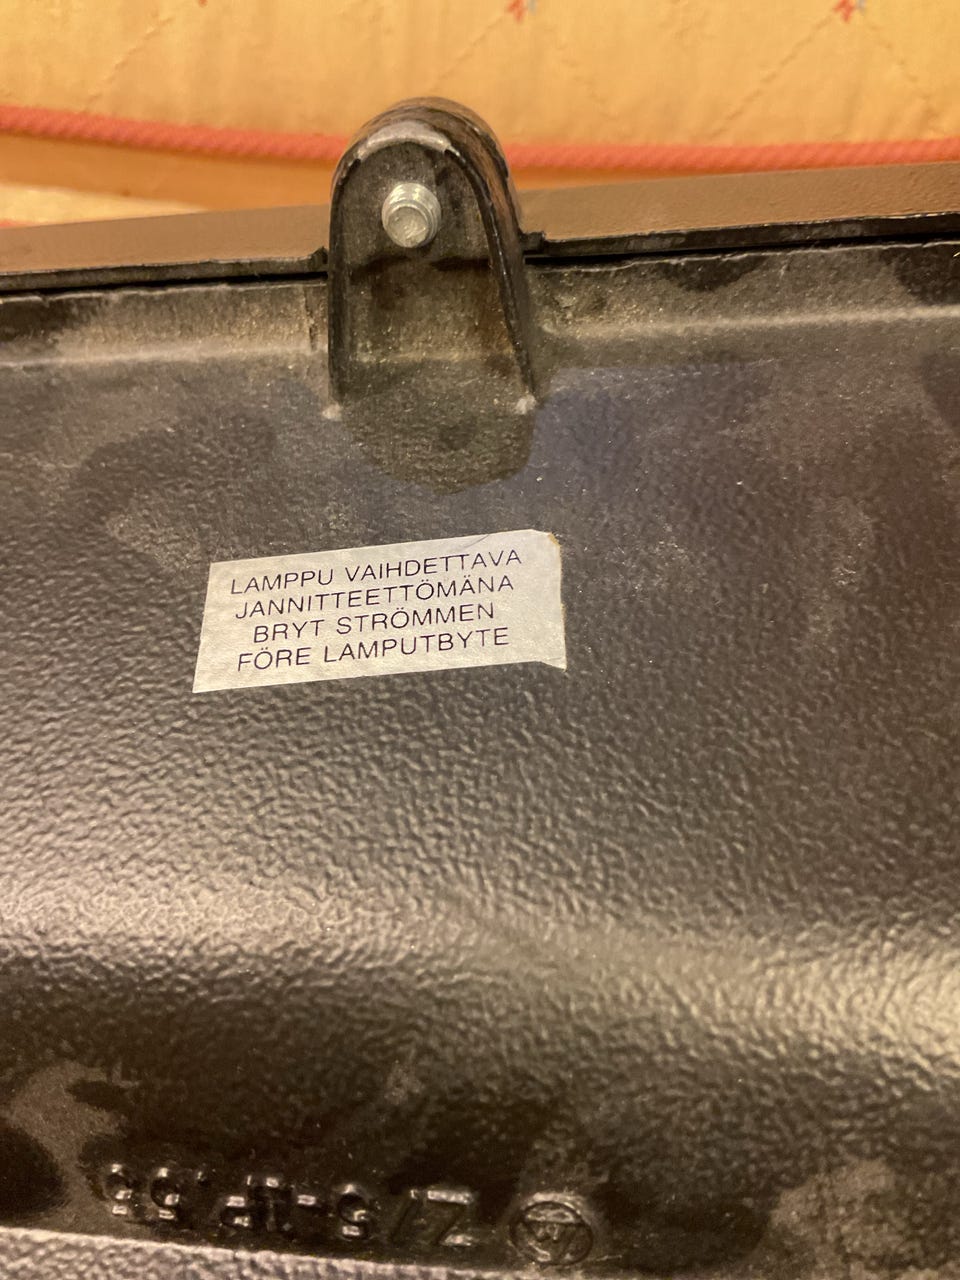 LAMPPU VAIHDETTAVA
JANNITTEETTÖMÄNA
BRYT STRÖMMEN
FÖRE LAMPUTBYTE